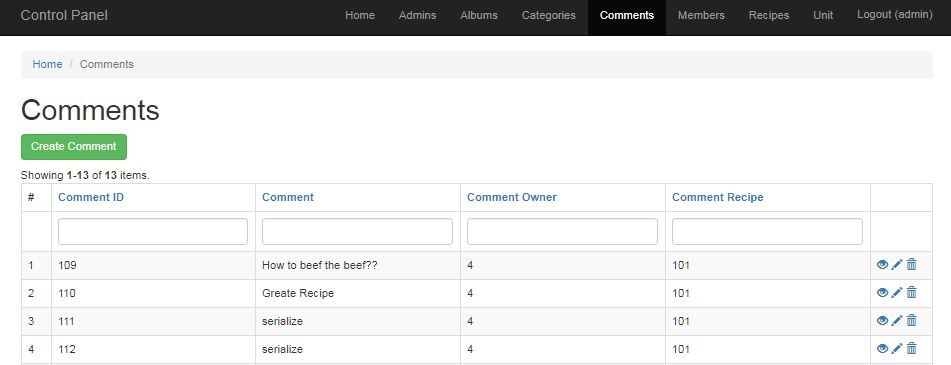 Control Panel Home Admins Albums Categories Comments Members Recipes Unit Logout (admin)
Home / Comments
Comments
Create Comment
Showing 1-13 of 13 items.
# Comment ID Comment Comment Owner Comment Recipe
1 109 How to beef the beef?? 4 101
2 110 Greate Recipe 4 101
3 111 serialize 4 101
4 112 serialize 4 101